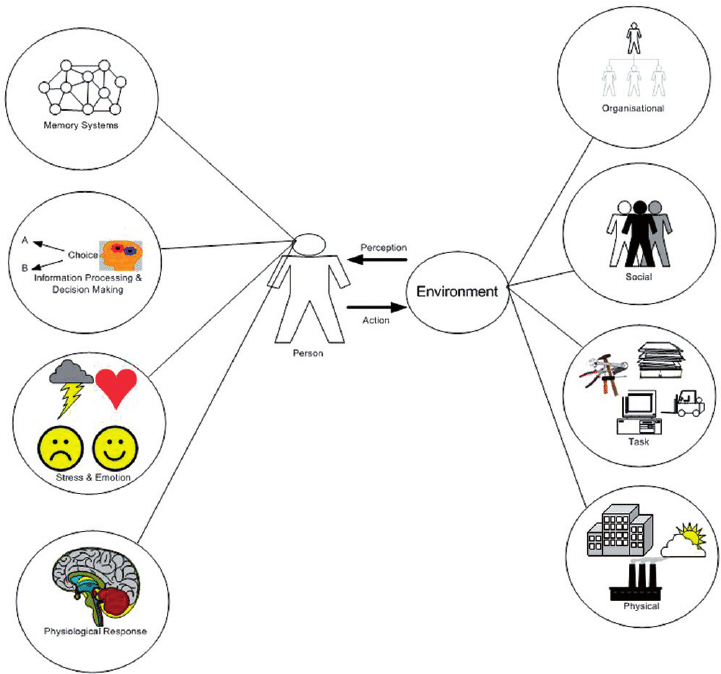 Memory Systems
A
Choice
B
Information Processing &
Decision Making
Stress & Emotion
Physiological Response
Person
Perception
Action
Environment
Organisational
Social
Task
Physical